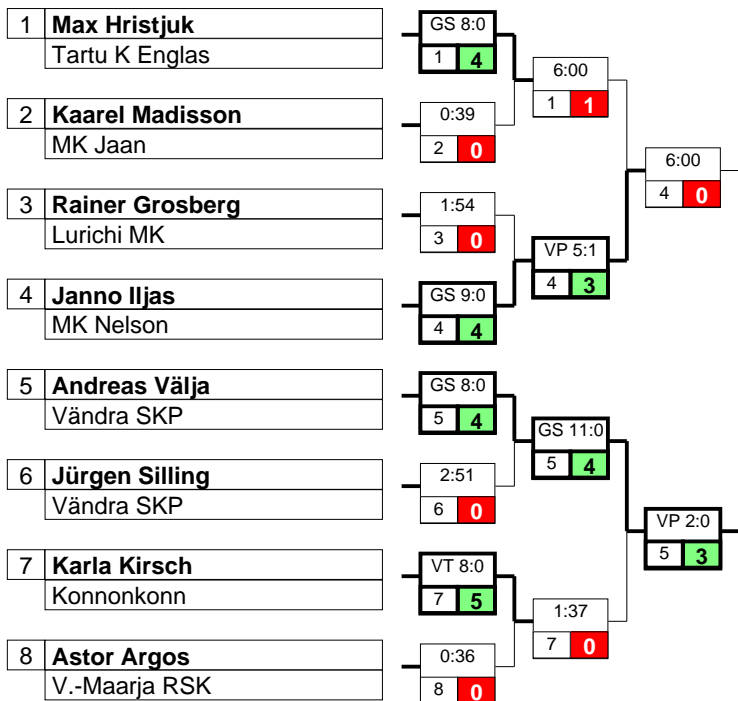 1 Max Hristjuk
Tartu K Englas
GS 8:0
1 4
6:00
1 1
2 Kaarel Madisson
MK Jaan
0:39
2 0
6:00
4 0
3 Rainer Grosberg
Lurichi MK
1:54
3 0
VP 5:1
4 3
4 Janno Iljas
MK Nelson
GS 9:0
4 4
5 Andreas Välja
Vändra SKP
GS 8:0
5 4
GS 11:0
5 4
6 Jürgen Silling
Vändra SKP
2:51
6 0
VP 2:0
5 3
7 Karla Kirsch
Konnonkonn
VT 8:0
7 5
1:37
7 0
8 Astor Argos
V.-Maarja RSK
0:36
8 0